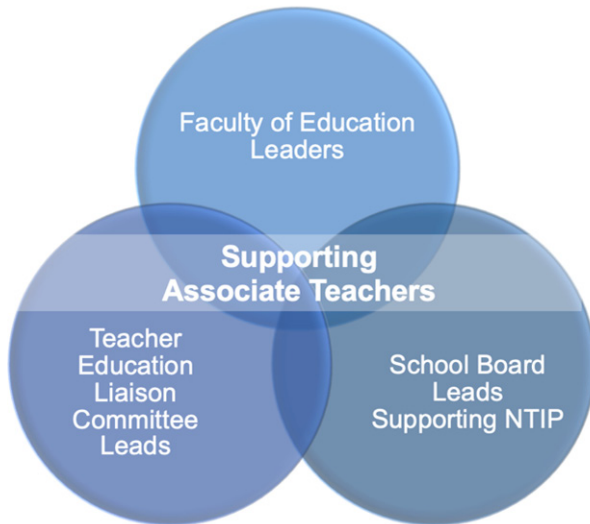 Faculty of Education
Leaders
Supporting
Associate Teachers
Teacher
Education
Liaison
Committee
Leads
School Board
Leads
Supporting NTIP